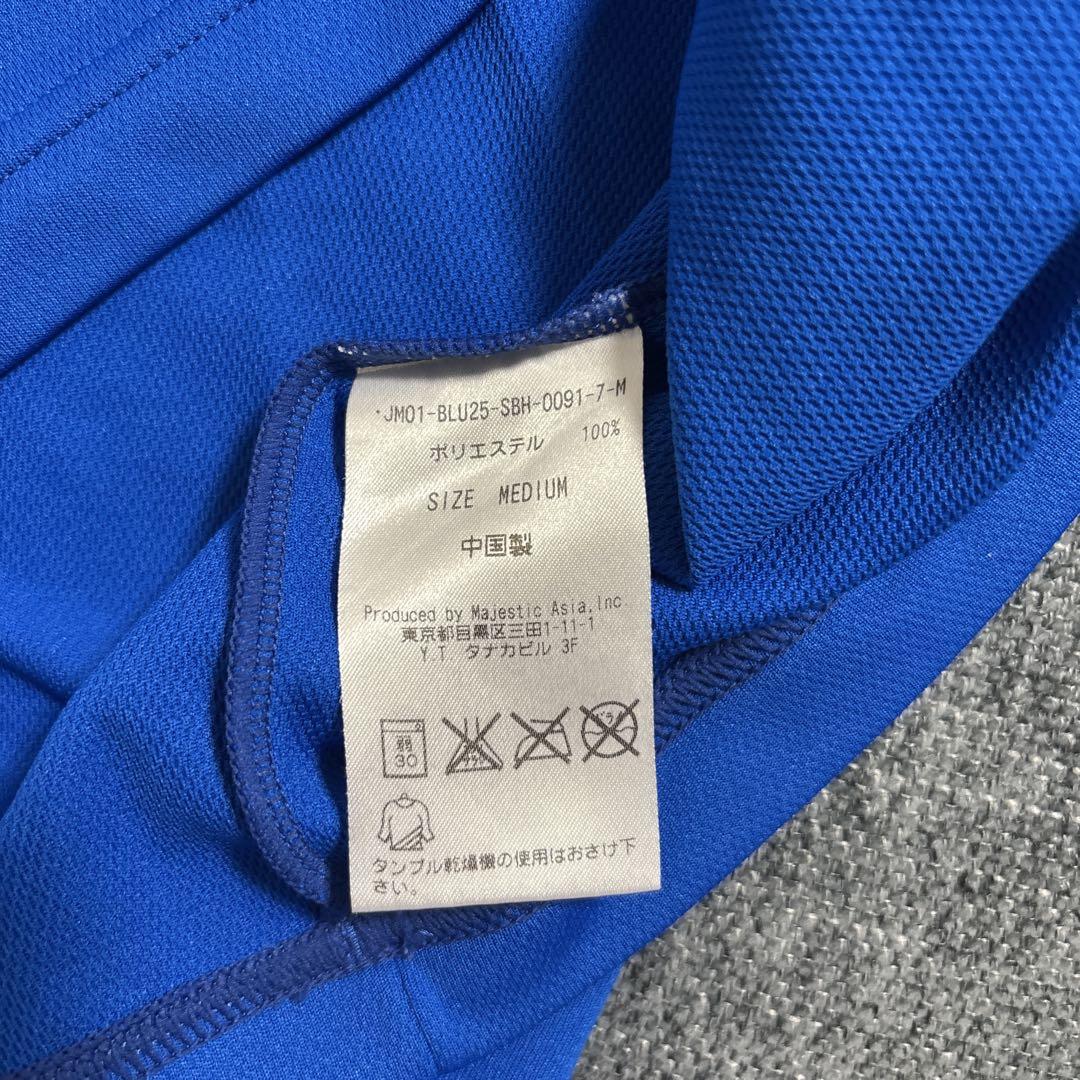 JM01-BLU25-SBH-0091-7-M
ポリエステル 100%
SIZE MEDIUM
中国製
Produced by Majestic Asia,Inc.
東京都目黒区三田1-11-1
Y.T タナカビル 3F
弱
30
タンブル乾燥機の使用はおさけ下
さい。